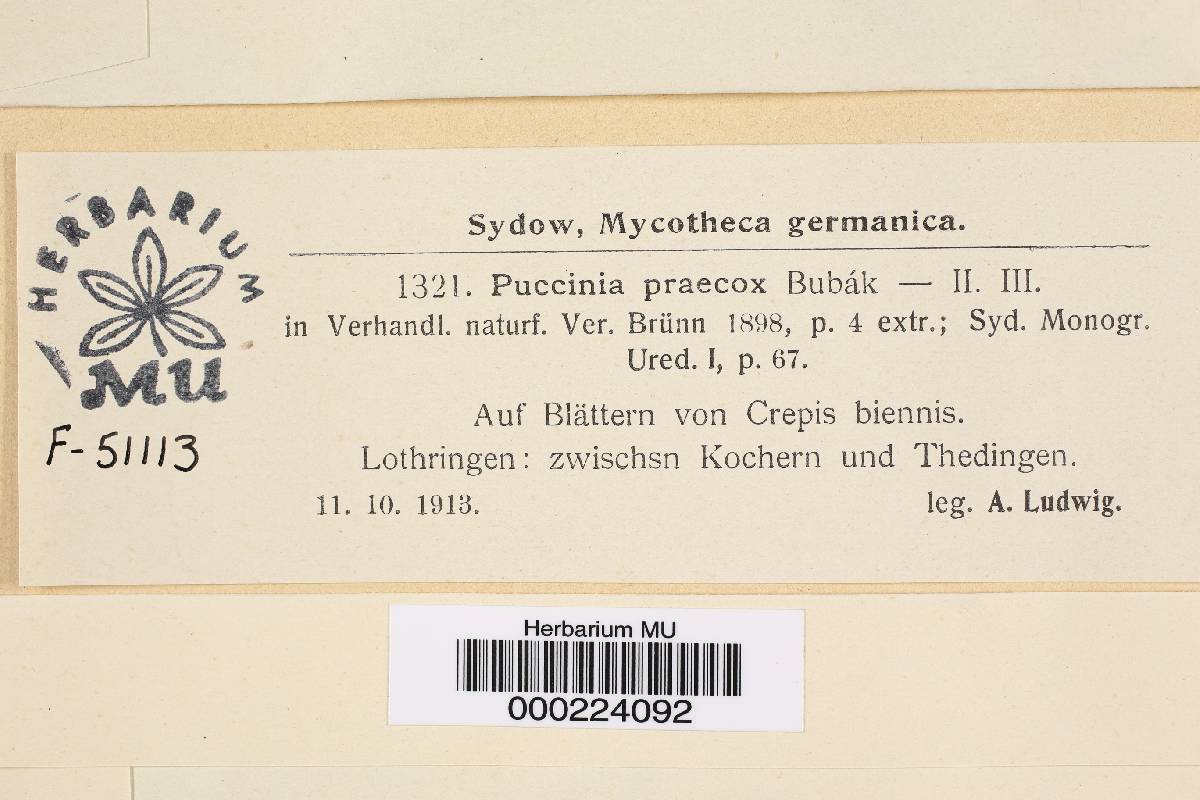 HERBARIUM
MU
F-51113
Sydow, Mycotheca germanica.
1321. Puccinia praecox Bubák — II. III.
in Verhandl. naturf. Ver. Brünn 1898, p. 4 extr.; Syd. Monogr.
Ured. I, p. 67.
Auf Blättern von Crepis biennis.
Lothringen: zwischsn Kochern und Thedingen.
11. 10. 1913.
leg. A. Ludwig.
Herbarium MU
000224092